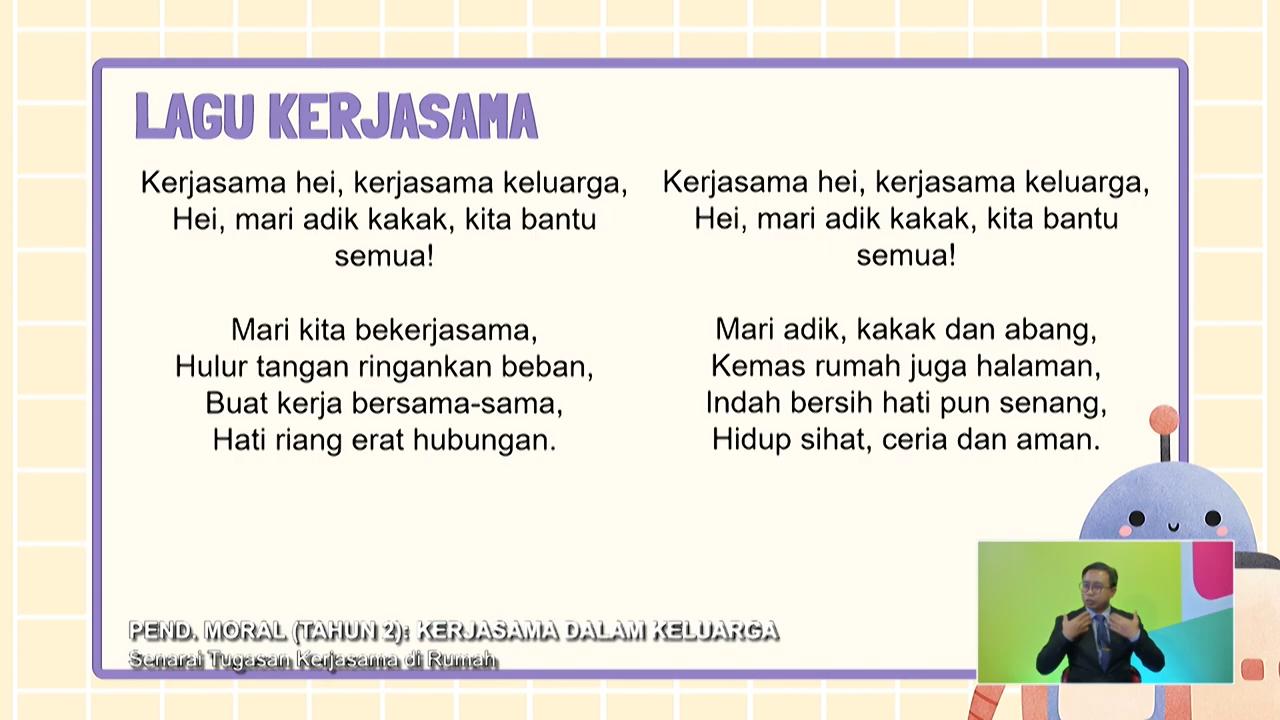 LAGU KERJASAMA
Kerjasama hei, kerjasama keluarga,
Hei, mari adik kakak, kita bantu
semua!
Mari kita bekerjasama,
Hulur tangan ringankan beban,
Buat kerja bersama-sama,
Hati riang erat hubungan.
Kerjasama hei, kerjasama keluarga,
Hei, mari adik kakak, kita bantu
semua!
Mari adik, kakak dan abang,
Kemas rumah juga halaman,
Indah bersih hati pun senang,
Hidup sihat, ceria dan aman.
PEND. MORAL (TAHUN 2): KERJASAMA DALAM KELUARGA
Senarai Tugasan Kerjasama di Rumah